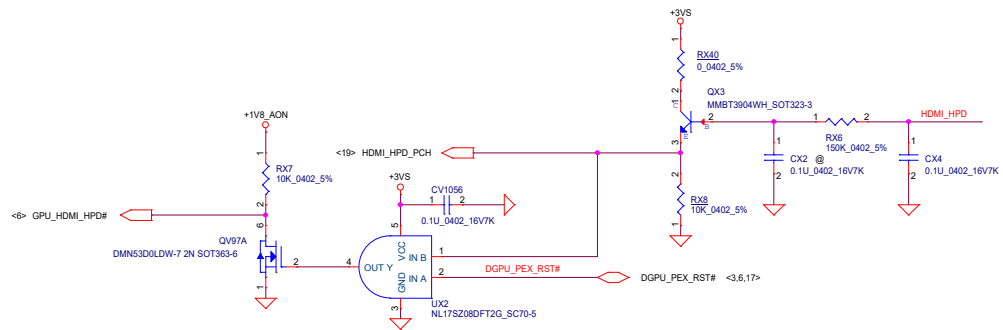 +3VS
1
RX40
0_0402_5%
2
QX3
MMBT3904WH_SOT323-3
1
C
2
B
E
3
1
2
HDMI_HPD
RX6
150K_0402_5%
1
CX2 @
0.1U_0402_16V7K
2
1
CX4
0.1U_0402_16V7K
2
+1V8_AON
1
RX7
10K_0402_5%
2
<19> HDMI_HPD_PCH
+3VS
CV1056
1
2
0.1U_0402_16V7K
2
RX8
10K_0402_5%
1
<6> GPU_HDMI_HPD#
6
QV97A
DMN53D0LDW-7 2N SOT363-6
2
1
5
VCC
IN B
1
4
OUT Y
IN A
2
GND
3
DGPU_PEX_RST#
DGPU_PEX_RST# <3,6,17>
UX2
NL17SZ08DFT2G_SC70-5